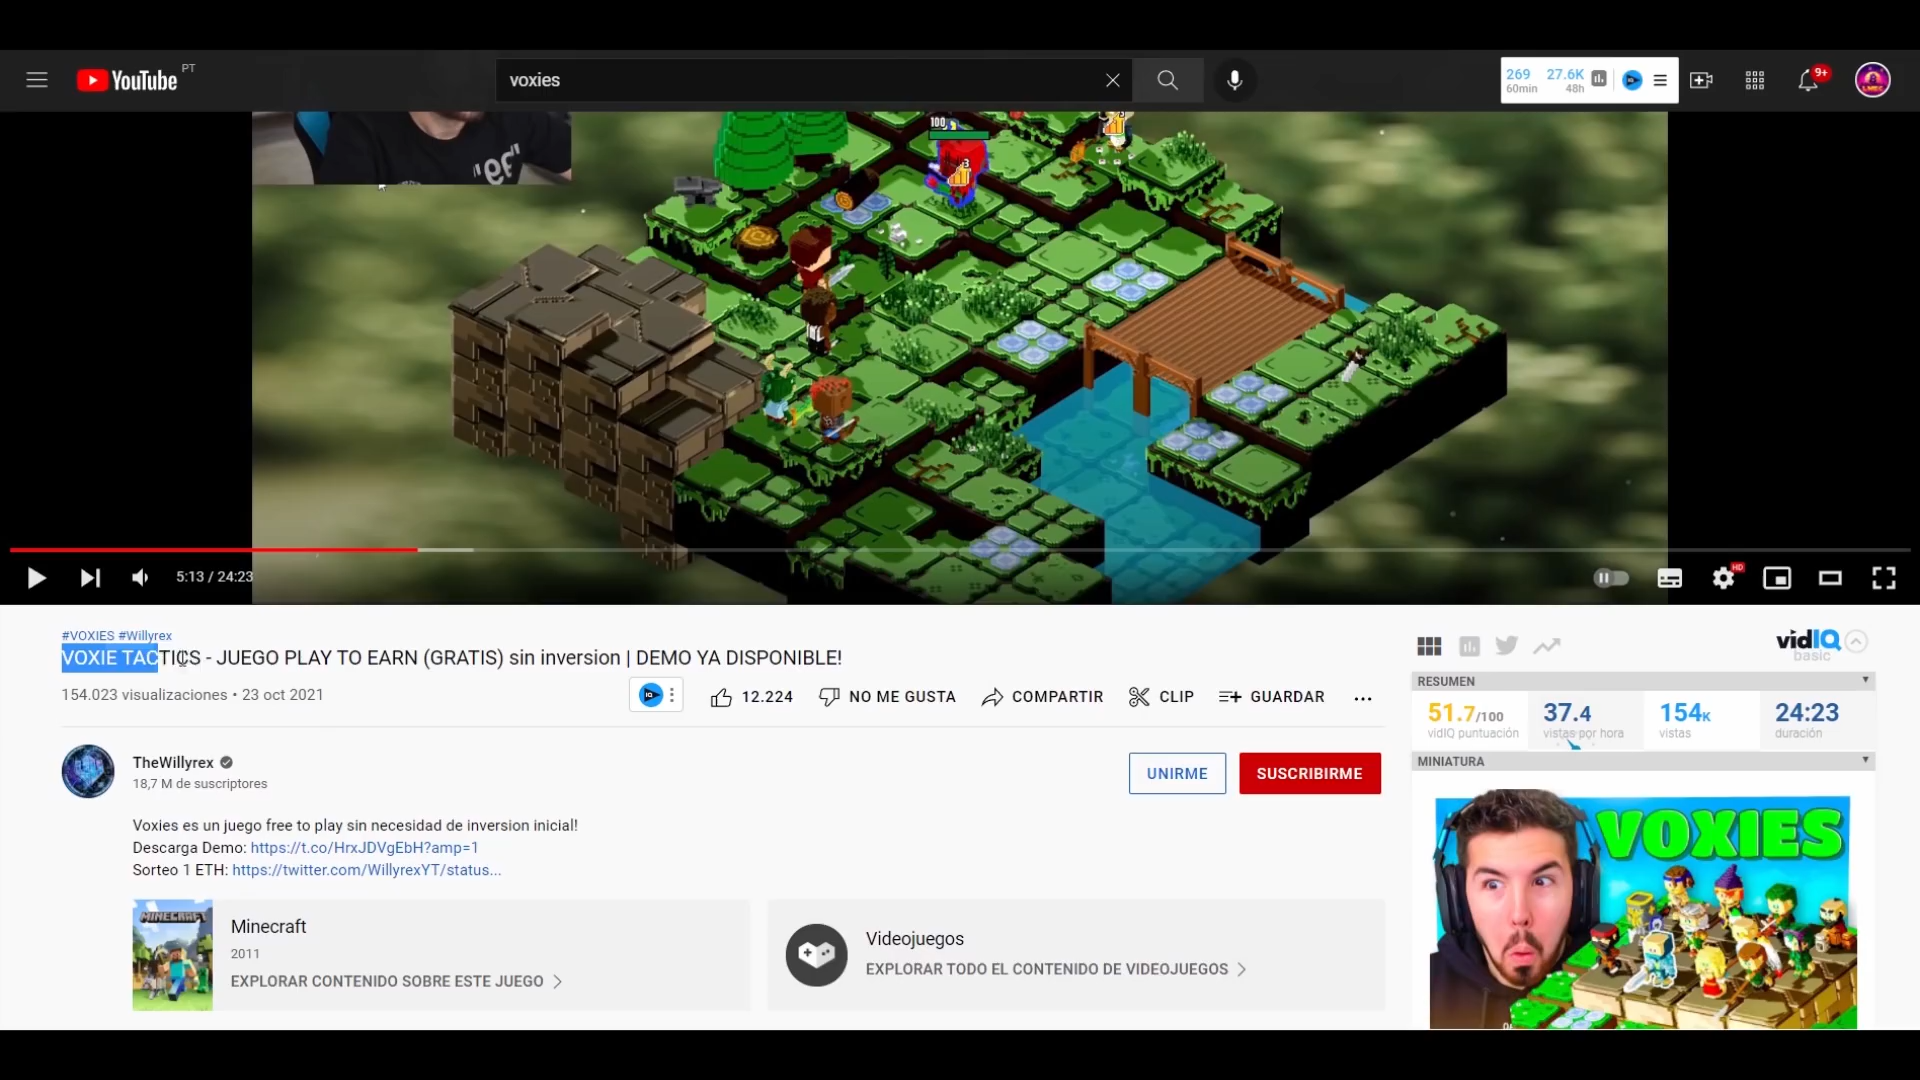 YouTube PT
voxies
269 27.6K
60min 48h
9+
100
3
5:13 / 24:23
HD
#VOXIES #Willyrex
VOXIE TACTICS - JUEGO PLAY TO EARN (GRATIS) sin inversion | DEMO YA DISPONIBLE!
154.023 visualizaciones • 23 oct 2021
12.224
NO ME GUSTA
COMPARTIR
CLIP
GUARDAR
TheWillyrex
18,7 M de suscriptores
UNIRME
SUSCRIBIRME
Voxies es un juego free to play sin necesidad de inversion inicial!
Descarga Demo: https://t.co/HrxJDVgEbH?amp=1
Sorteo 1 ETH: https://twitter.com/WillyrexYT/status...
MINECRAFT
Minecraft
2011
EXPLORAR CONTENIDO SOBRE ESTE JUEGO
Videojuegos
EXPLORAR TODO EL CONTENIDO DE VIDEOJUEGOS
vidIQ
basic
RESUMEN
51.7/100 37.4 154K 24:23
vidIQ puntuación vistas por hora vistas duración
MINIATURA
VOXIES